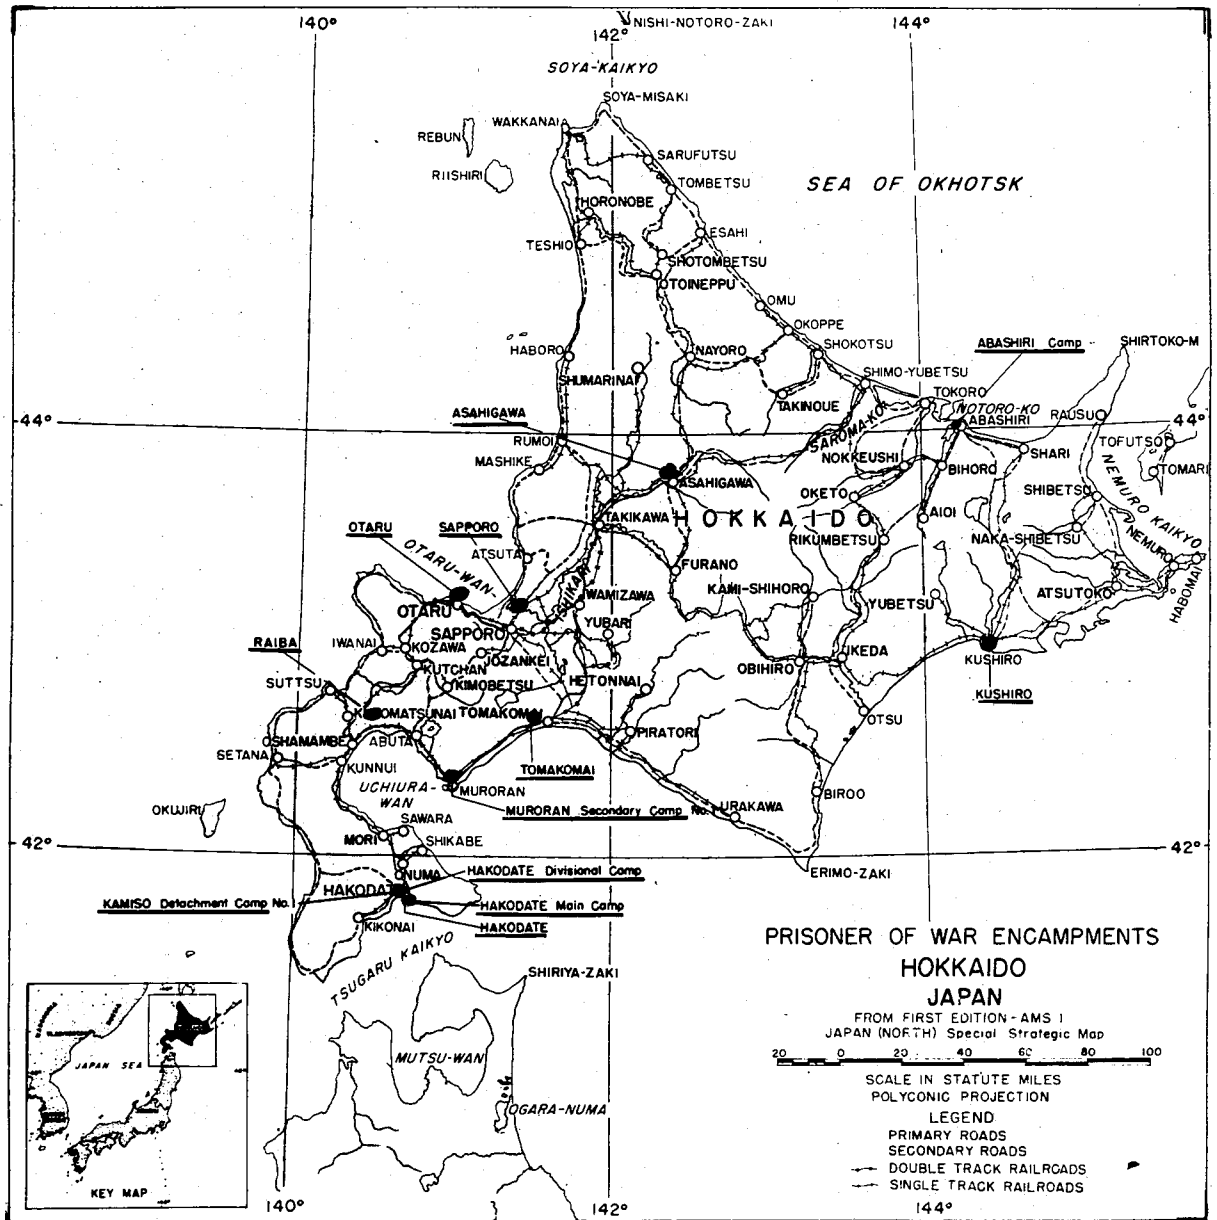 140°
142°
NISHI-NOTORO-ZAKI
144°
SOYA-KAIKYO
SOYA-MISAKI
WAKKANAI
REBUN
SARUFUTSU
RIISHIRI
TOMBETSU
SEA OF OKHOTSK
HORONOBE
ESAHI
TESHIO
SHOTOMBETSU
TOINEPPU
OMU
OKOPPE
SHOKOTSU
ABASHIRI Camp
SHIRTOKO-M
HABORO
NAYORO
SHIMO-YUBETSU
SHUMARINAI
TAKINOUE
TOKORO
NOTORO-KO
RAUSU
ASAHIGAWA
44°
ABASHIRI
44°
RUMOI
SAROMA-KO
TOFUTSO
MASHIKE
NOKKEUSHI
BIHORO
SHARI
TOMARI
ASAHIGAWA
OKETO
SHIBETSU
NEMURO KAIKYO
OTARU
SAPPORO
TAKIKAWA
HOKKAIDO
AIOI
OTARU-WAN
ATSUTA
RIKUMBETSU
NAKA-SHIBETSU
NEMURO
ISHIKARI
FURANO
KAMI-SHIHORO
HABOMAI
OTARU
WAMIZAWA
YUBETSU
ATSUTOKO
SAPPORO
YUBARI
RAIBA
IWANAI
KOZAWA
JOZANKEI
OBIHIRO
IKEDA
KUSHIRO
KUTCHAN
SUTTSU
KIMOBETSU
HETONNAI
KUSHIRO
KUROMATSUNAI
TOMAKOMAI
OTSU
OSHAMAMBE
ABUTA
PIRATORI
SETANA
KUNNUI
TOMAKOMAI
UCHIURA-WAN
MURORAN
BIROO
OKUJIRI
MURORAN Secondary Camp No. 1
URAKAWA
SAWARA
MORI
SHIKABE
42°
42°
NUMA
HAKODATE Divisional Camp
ERIMO-ZAKI
HAKODATE
KAMISO Detachment Camp No. 1
HAKODATE Main Camp
KIKONAI
HAKODATE
TSUGARU KAIKYO
PRISONER OF WAR ENCAMPMENTS
HOKKAIDO
JAPAN
SHIRIYA-ZAKI
FROM FIRST EDITION-AMS 1
JAPAN (NORTH) Special Strategic Map
20 0 20 40 60 80 100
MUTSU-WAN
JAPAN SEA
SCALE IN STATUTE MILES
POLYCONIC PROJECTION
OGARA-NUMA
LEGEND
PRIMARY ROADS
SECONDARY ROADS
DOUBLE TRACK RAILROADS
SINGLE TRACK RAILROADS
KEY MAP
140°
142°
144°